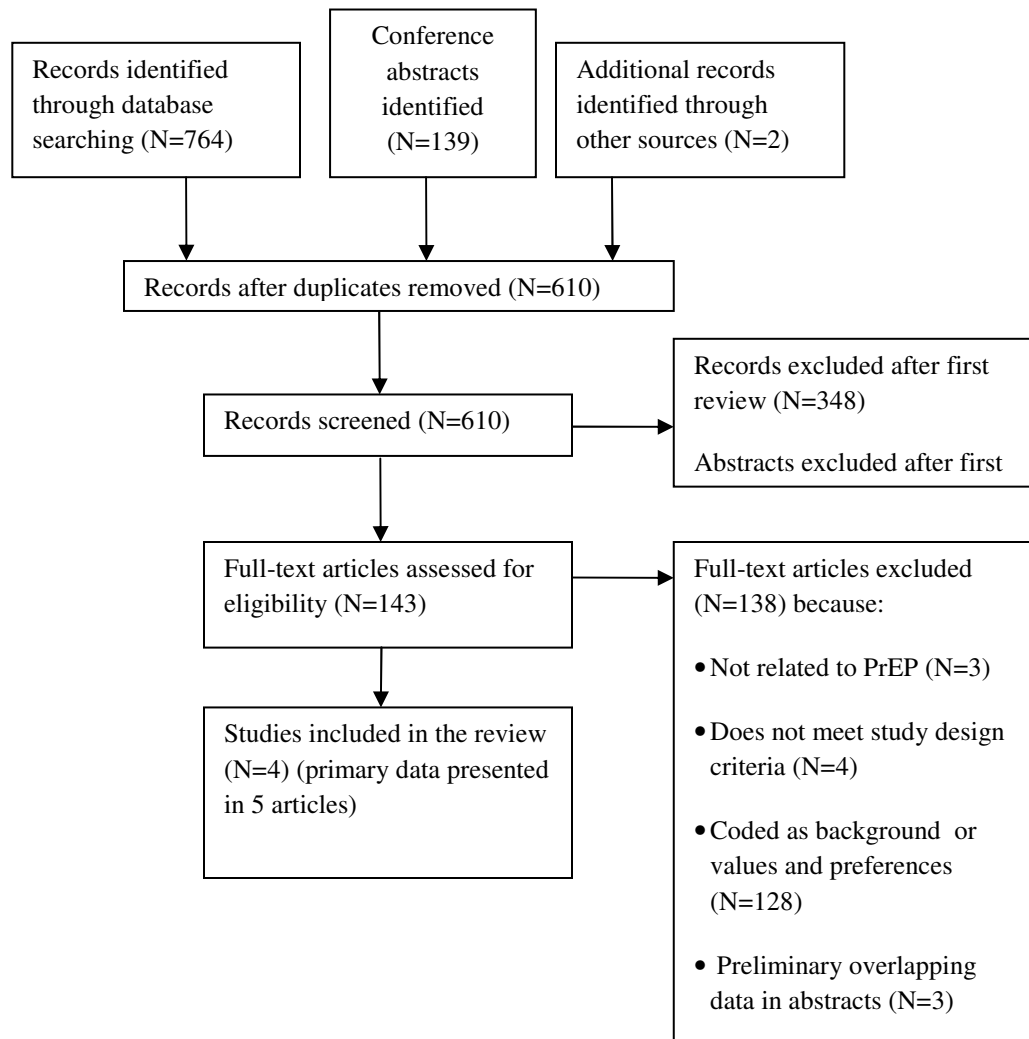 Records identified
through database
searching (N=764)
Conference
abstracts
identified
(N=139)
Additional records
identified through
other sources (N=2)
Records after duplicates removed (N=610)
Records screened (N=610)
Records excluded after first
review (N=348)
Abstracts excluded after first
Full-text articles assessed for
eligibility (N=143)
Full-text articles excluded
(N=138) because:
• Not related to PrEP (N=3)
• Does not meet study design
criteria (N=4)
• Coded as background or
values and preferences
(N=128)
• Preliminary overlapping
data in abstracts (N=3)
Studies included in the review
(N=4) (primary data presented
in 5 articles)